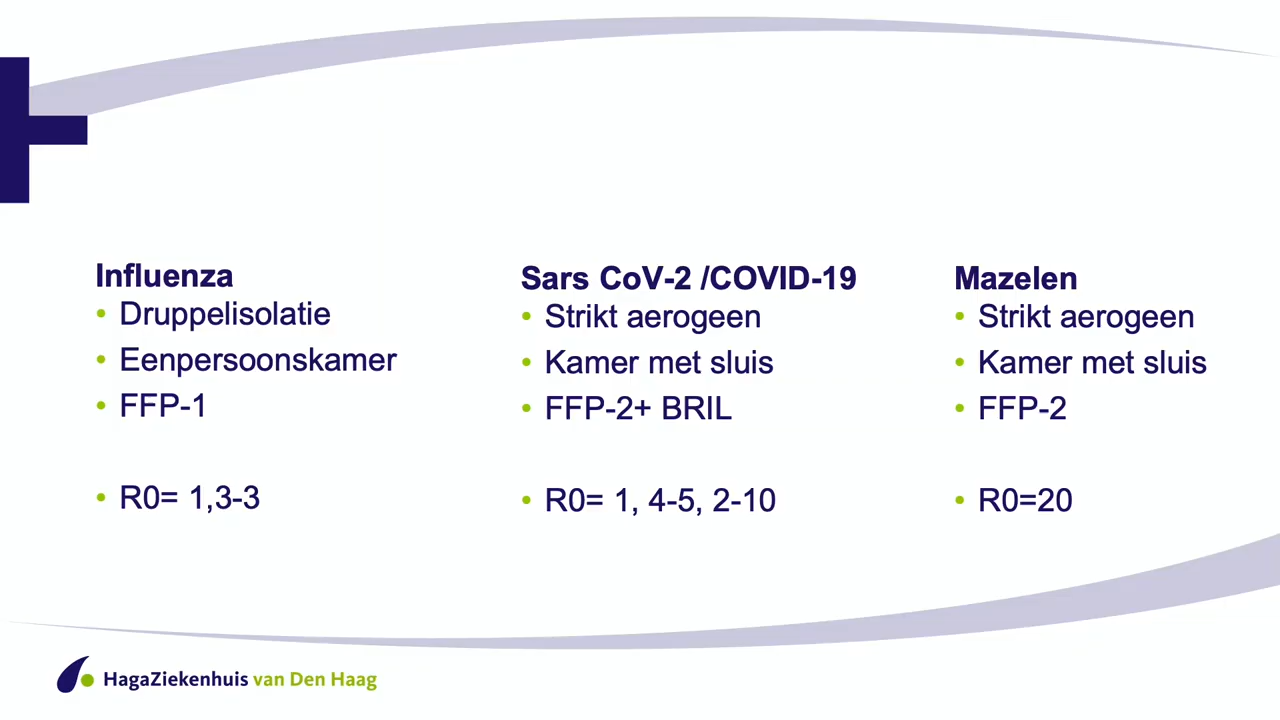 Influenza
• Druppelisolatie
• Eenpersoonskamer
• FFP-1
• R0= 1,3-3
Sars CoV-2 /COVID-19
• Strikt aerogeen
• Kamer met sluis
• FFP-2+ BRIL
• R0= 1, 4-5, 2-10
Mazelen
• Strikt aerogeen
• Kamer met sluis
• FFP-2
• R0=20
HagaZiekenhuis van Den Haag